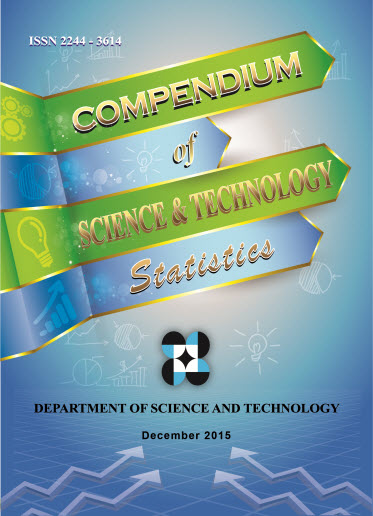 ISSN 2244 - 3614
COMPENDIUM
of
SCIENCE & TECHNOLOGY
Statistics
DEPARTMENT OF SCIENCE AND TECHNOLOGY
December 2015